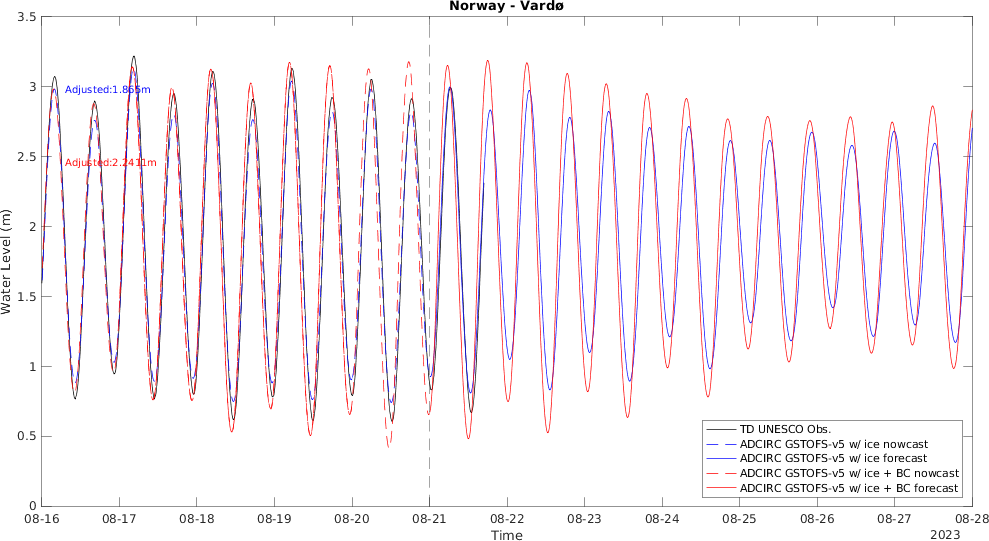 Norway - Vardø
3.5
3
2.5
2
1.5
1
0.5
0
Water Level (m)
Adjusted:1.865m
Adjusted:2.2411m
TD UNESCO Obs.
ADCIRC GSTOFS-v5 w/ ice nowcast
ADCIRC GSTOFS-v5 w/ ice forecast
ADCIRC GSTOFS-v5 w/ ice + BC nowcast
ADCIRC GSTOFS-v5 w/ ice + BC forecast
08-16 08-17 08-18 08-19 08-20 08-21 08-22 08-23 08-24 08-25 08-26 08-27 08-28
Time
2023